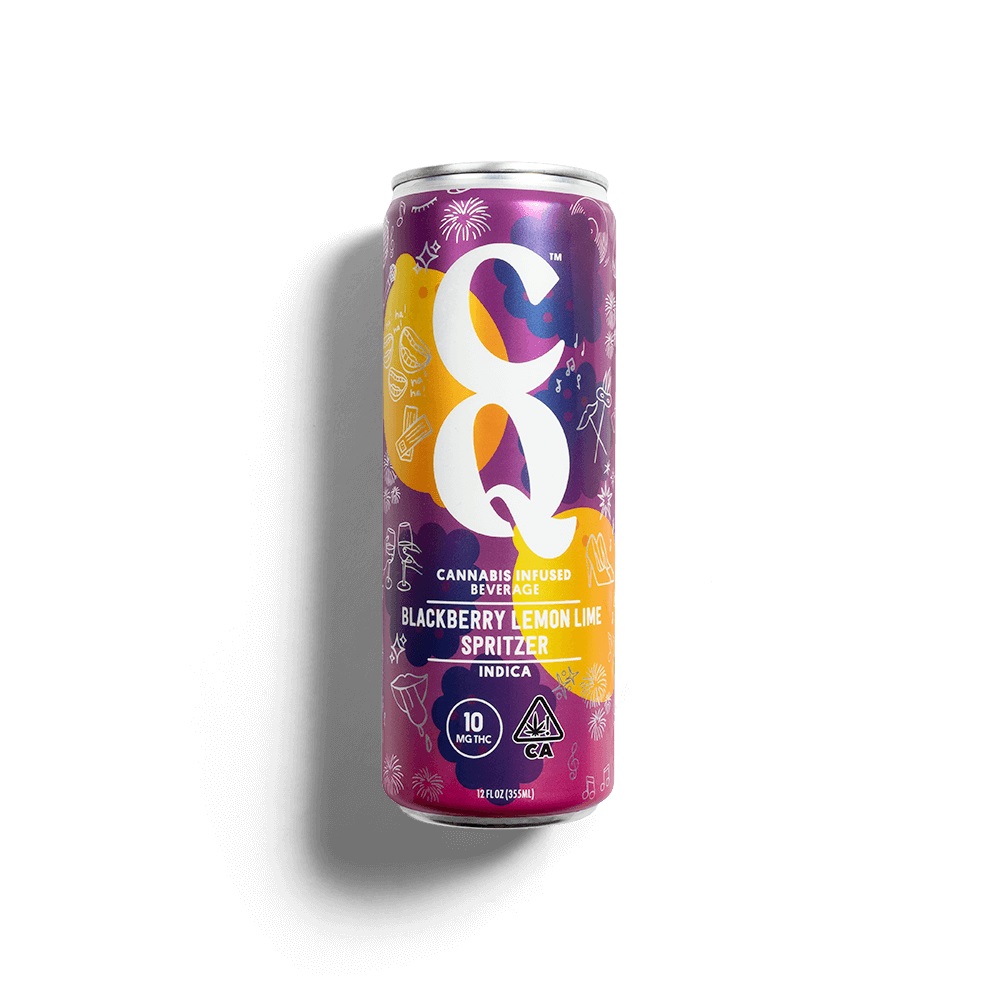 CQ™
CANNABIS INFUSED
BEVERAGE
BLACKBERRY LEMON LIME
SPRITZER
INDICA
10
MG THC
CA
12 FL OZ (355ML)